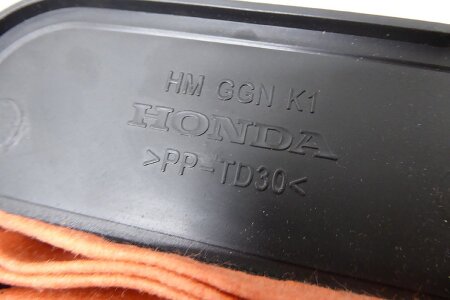 HM GGN K1
HONDA
>PP-TD30<